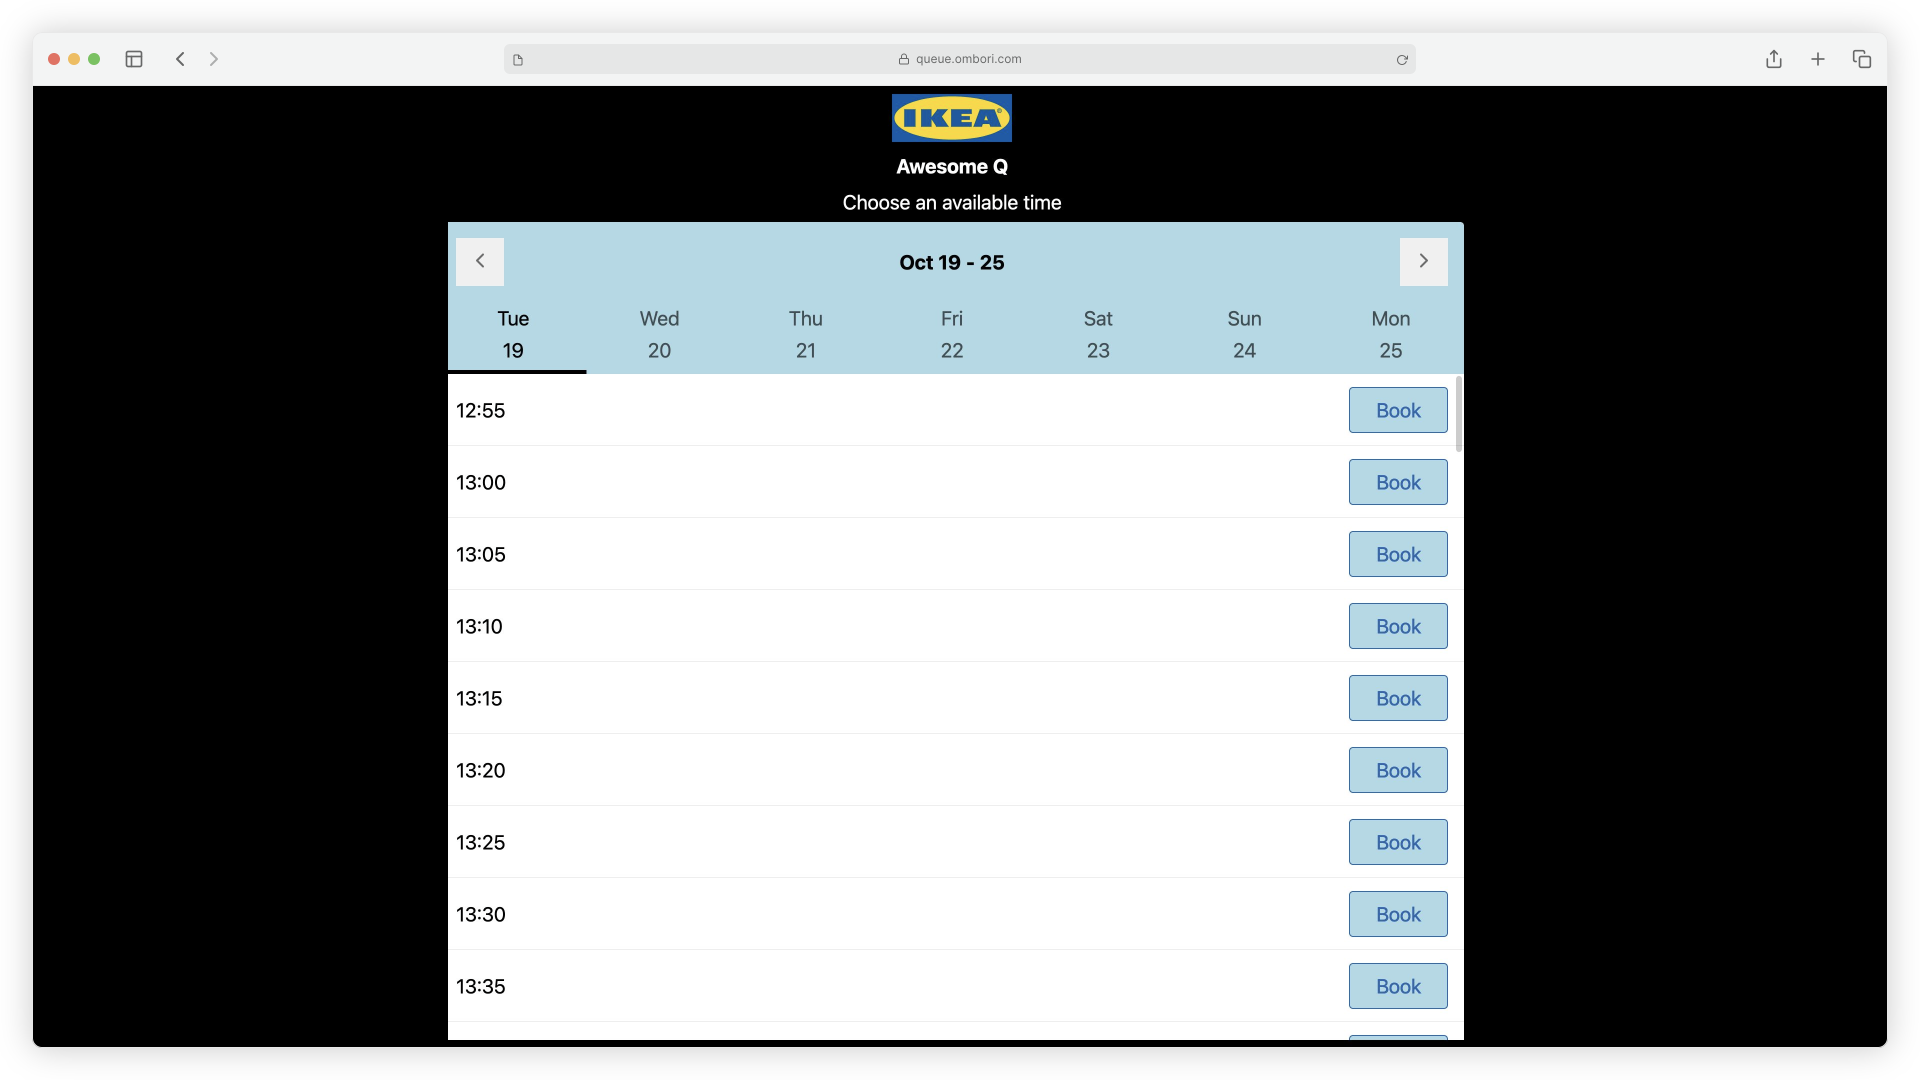 queue.ombori.com
IKEA
Awesome Q
Choose an available time
Oct 19 - 25
Tue Wed Thu Fri Sat Sun Mon
19 20 21 22 23 24 25
12:55 Book
13:00 Book
13:05 Book
13:10 Book
13:15 Book
13:20 Book
13:25 Book
13:30 Book
13:35 Book